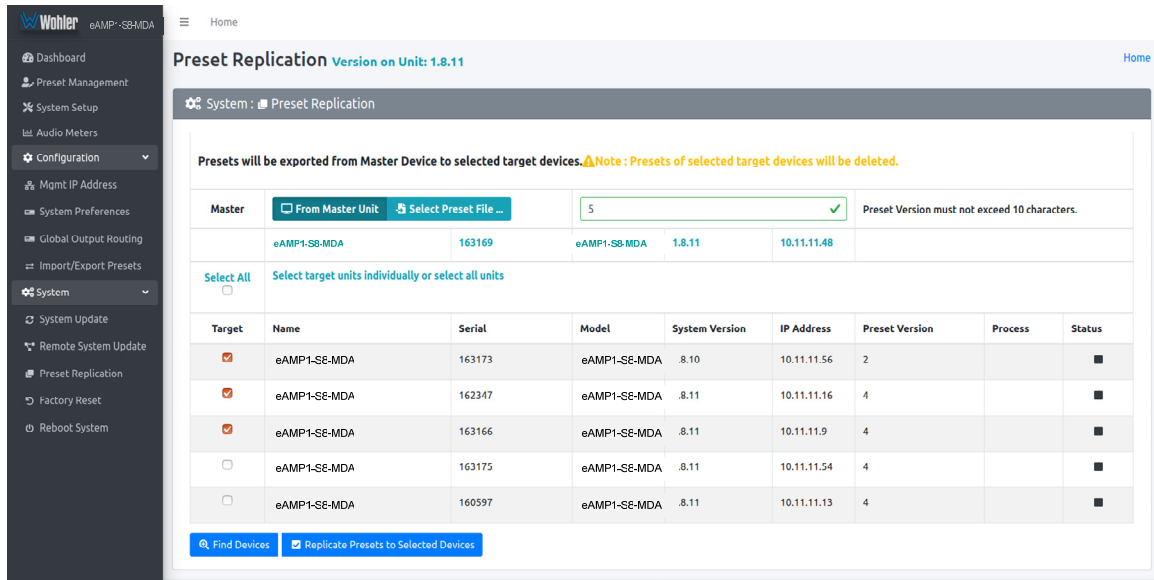 Wohler eAMP1-S8-MDA
Home
Dashboard
Preset Management
System Setup
Audio Meters
Configuration
Mgmt IP Address
System Preferences
Global Output Routing
Import/Export Presets
System
System Update
Remote System Update
Preset Replication
Factory Reset
Reboot System
Preset Replication Version on Unit: 1.8.11
Home
System : Preset Replication
Presets will be exported from Master Device to selected target devices. Note : Presets of selected target devices will be deleted.
Master From Master Unit Select Preset File ... 5 Preset Version must not exceed 10 characters.
eAMP1-S8-MDA 163169 eAMP1-S8-MDA 1.8.11 10.11.11.48
Select All Select target units individually or select all units
Target Name Serial Model System Version IP Address Preset Version Process Status
eAMP1-S8-MDA 163173 eAMP1-S8-MDA .8.10 10.11.11.56 2
eAMP1-S8-MDA 162347 eAMP1-S8-MDA .8.11 10.11.11.16 4
eAMP1-S8-MDA 163166 eAMP1-S8-MDA .8.11 10.11.11.9 4
eAMP1-S8-MDA 163175 eAMP1-S8-MDA .8.11 10.11.11.54 4
eAMP1-S8-MDA 160597 eAMP1-S8-MDA .8.11 10.11.11.13 4
Find Devices Replicate Presets to Selected Devices